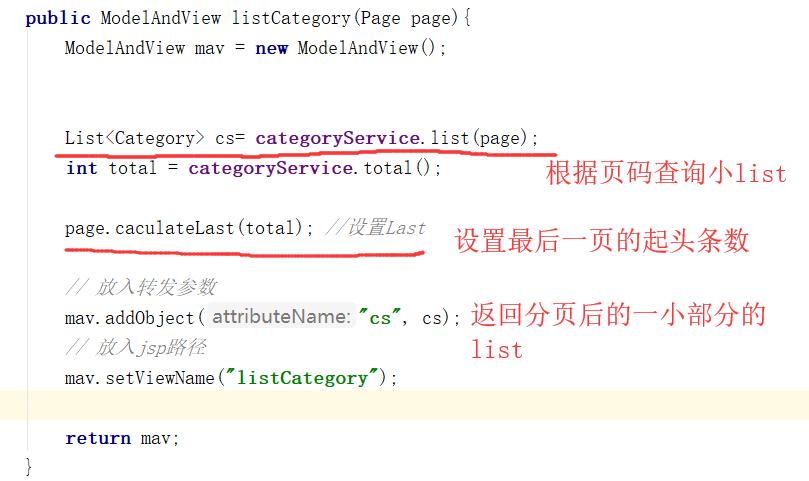 public ModelAndView listCategory(Page page){
ModelAndView mav = new ModelAndView();
List<Category> cs= categoryService.list(page);
int total = categoryService.total();
根据页码查询小list
page.caculateLast(total); //设置Last
设置最后一页的起头条数
// 放入转发参数
mav.addObject( attributeName: "cs", cs);
返回分页后的一小部分的
list
// 放入jsp路径
mav.setViewName("listCategory");
return mav;
}